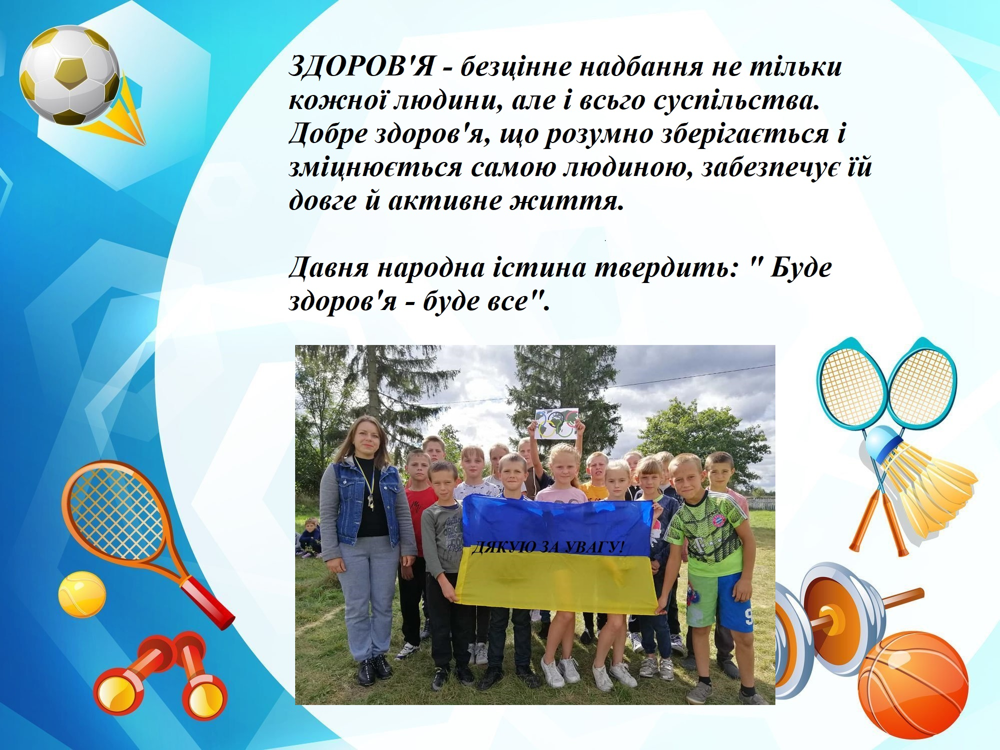 ЗДОРОВ'Я - безцінне надбання не тільки
кожної людини, але і всьго суспільства.
Добре здоров'я, що розумно зберігається і
зміцнюється самою людиною, забезпечує їй
довге й активне життя.
Давня народна істина твердить: " Буде
здоров'я - буде все".
ДЯКУЮ ЗА УВАГУ!